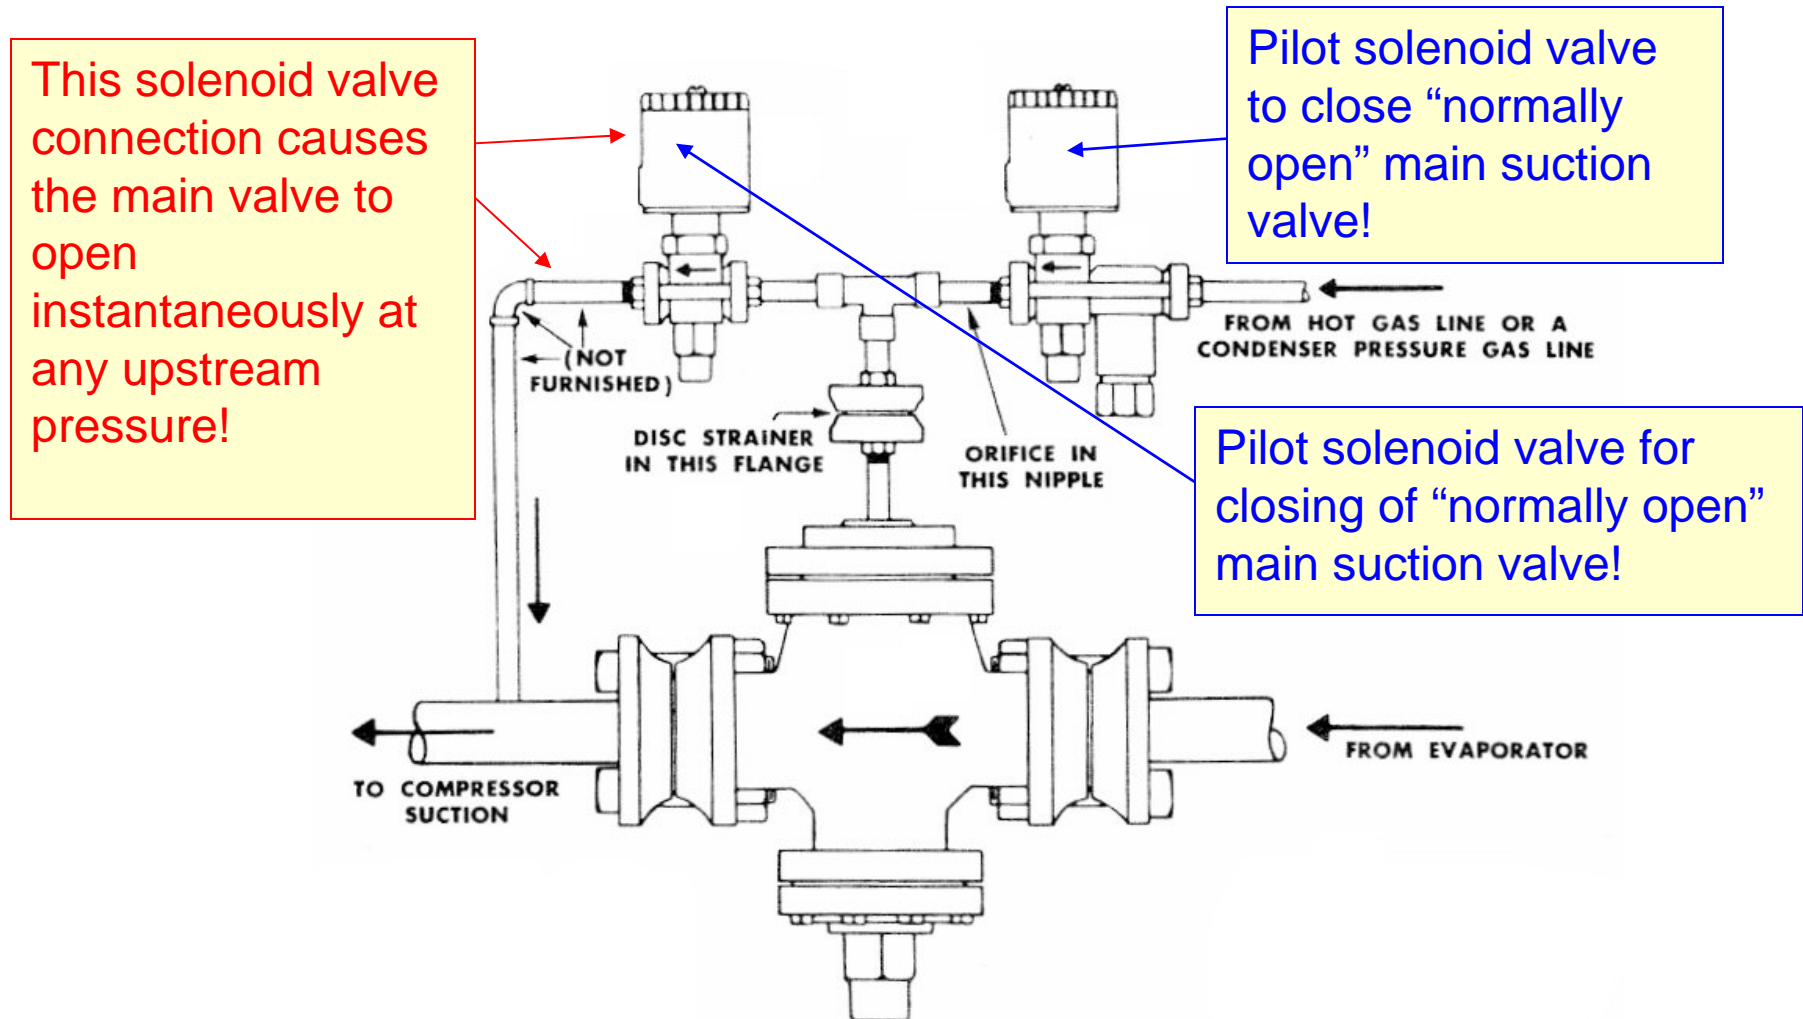 This solenoid valve
connection causes
the main valve to
open
instantaneously at
any upstream
pressure!
Pilot solenoid valve
to close “normally
open” main suction
valve!
FROM HOT GAS LINE OR A
CONDENSER PRESSURE GAS LINE
(NOT
FURNISHED)
DISC STRAINER
IN THIS FLANGE
ORIFICE IN
THIS NIPPLE
Pilot solenoid valve for
closing of “normally open”
main suction valve!
TO COMPRESSOR
SUCTION
FROM EVAPORATOR